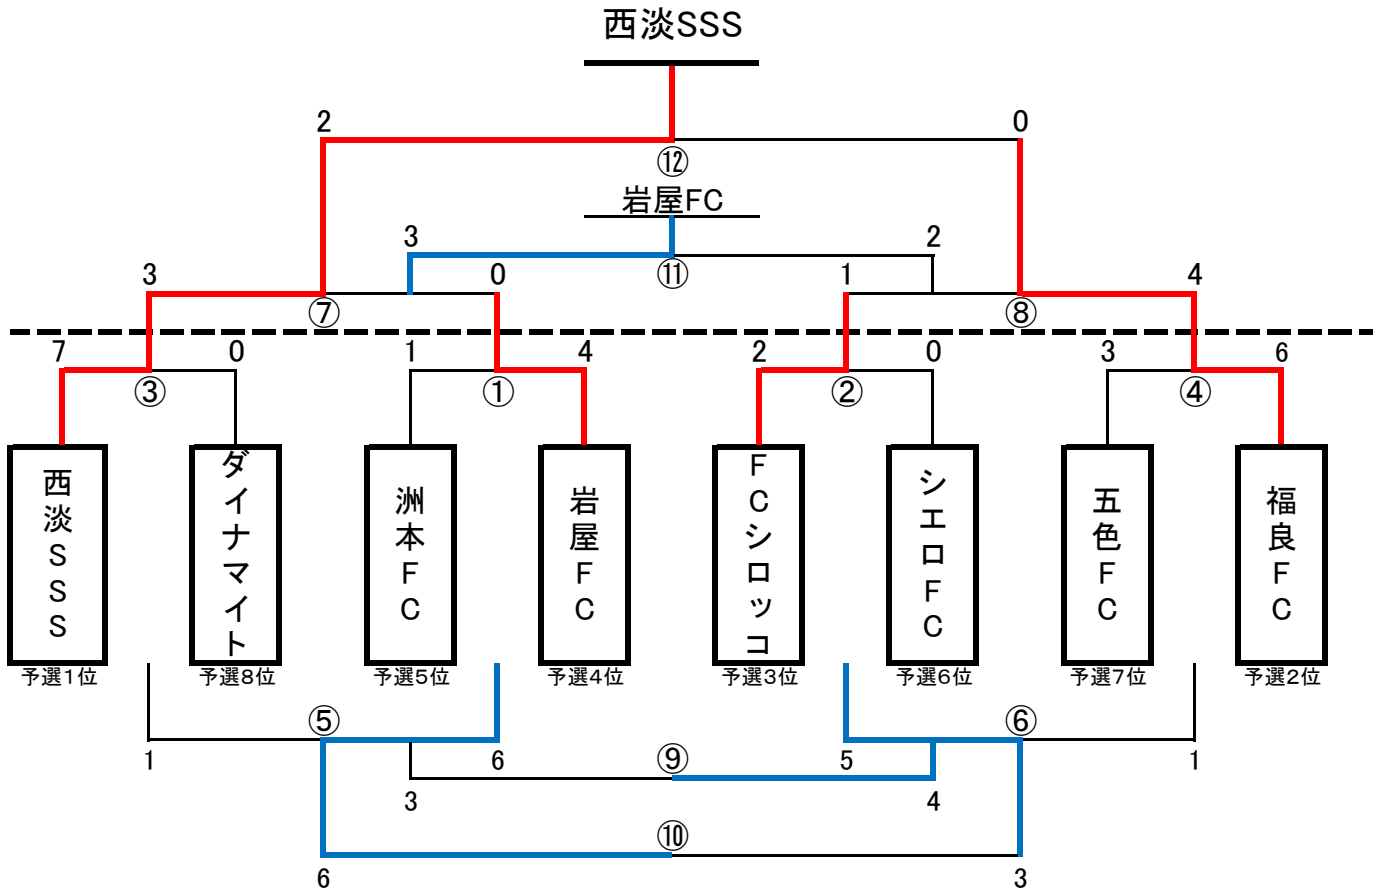 西淡SSS
2
0
⑫
岩屋FC
3
2
⑪
3
0
1
4
⑦
⑧
7
0
1
4
2
0
3
6
③
①
②
④
西淡SSS
ダイナマイト
洲本FC
岩屋FC
FCシロッコ
シエロFC
五色FC
福良FC
予選1位
予選8位
予選5位
予選4位
予選3位
予選6位
予選7位
予選2位
⑤
⑥
1
6
⑨
5
1
3
4
⑩
6
3